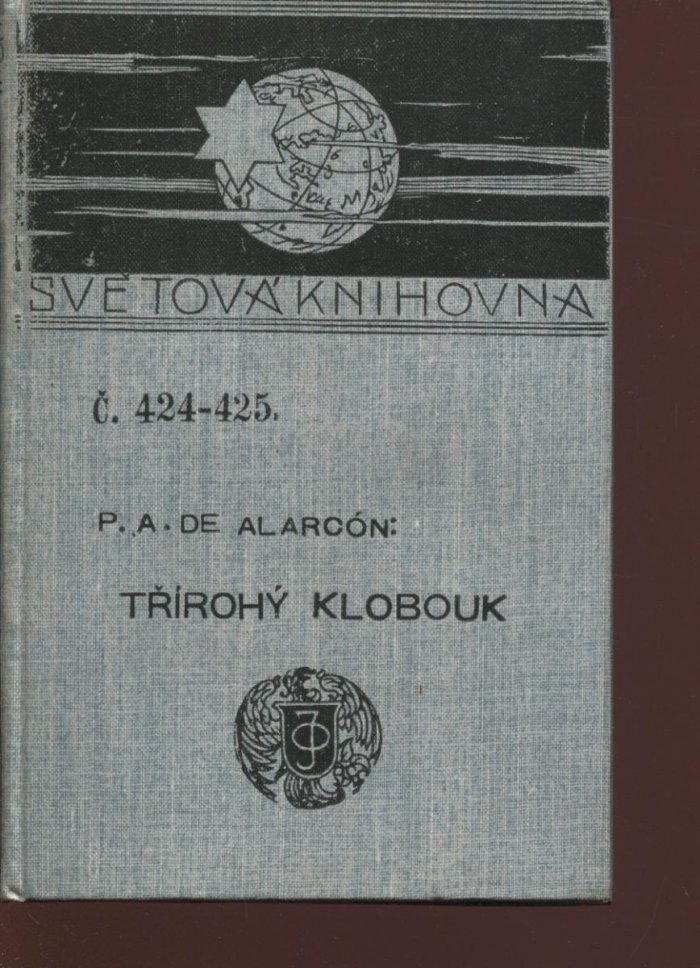 SVĚTOVÁ KNIHOVNA
Č. 424-425.
P. A. DE ALARCÓN:
TŘÍROHÝ KLOBOUK